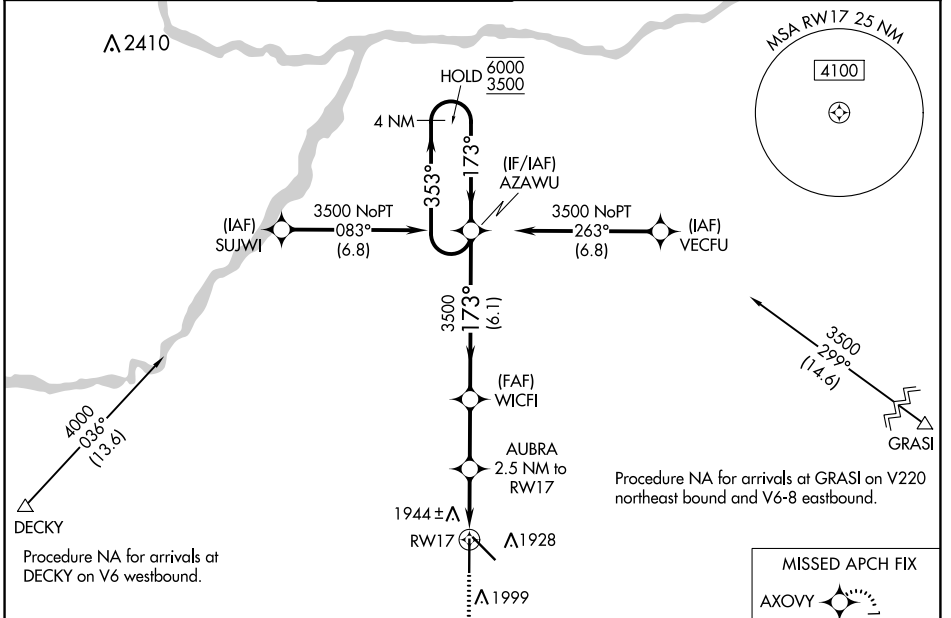 2410
MSA RW17 25 NM
4100
HOLD
6000
3500
4 NM
353°
173°
(IF/IAF)
AZAWU
(IAF)
SUJWI
3500 NoPT
083°
(6.8)
3500 NoPT
263°
(6.8)
(IAF)
VECFU
3500
173°
(6.1)
3500
299°
(14.6)
(FAF)
WICFI
4000
036°
(13.6)
GRASI
AUBRA
2.5 NM to
RW17
Procedure NA for arrivals at GRASI on V220
northeast bound and V6-8 eastbound.
DECKY
1944±
RW17
1928
Procedure NA for arrivals at
DECKY on V6 westbound.
1999
MISSED APCH FIX
AXOVY